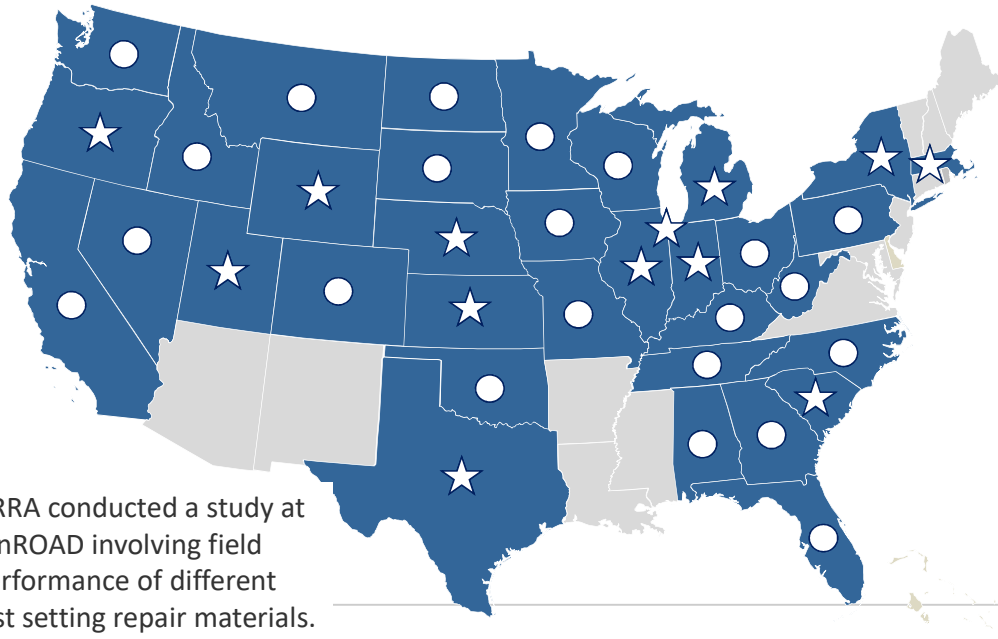 RRA conducted a study at
nROAD involving field
rformance of different
st setting repair materials.